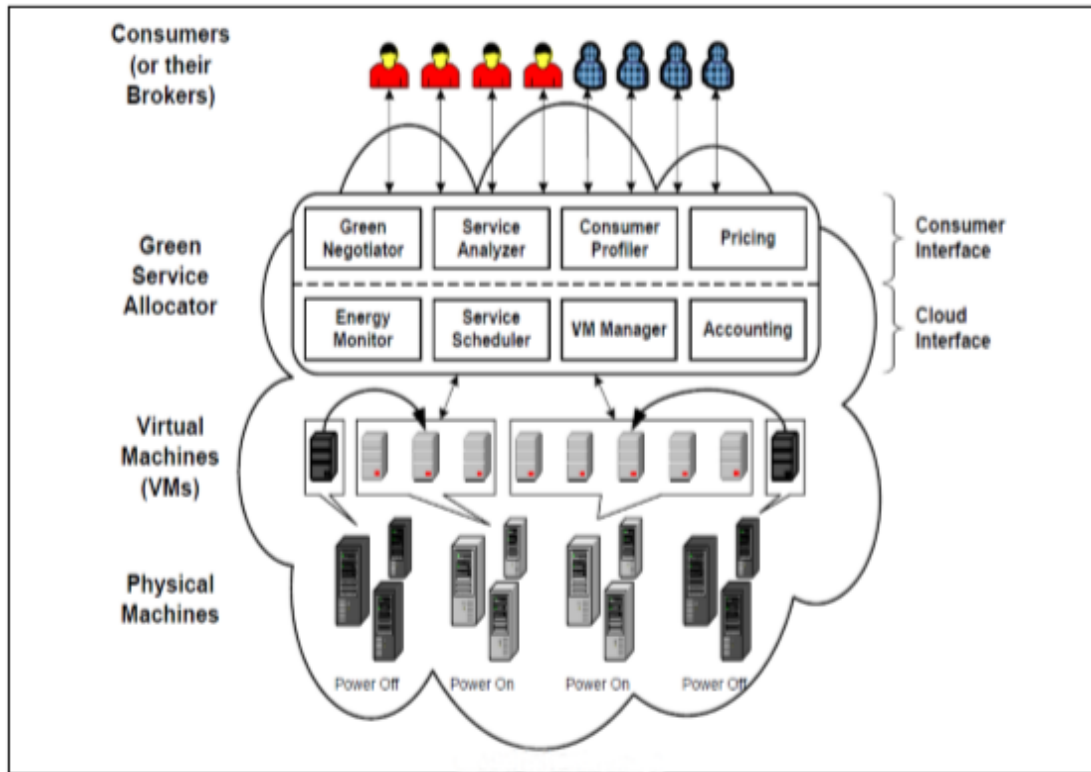 Consumers
(or their
Brokers)
Green
Service
Allocator
Green
Negotiator
Service
Analyzer
Consumer
Profiler
Pricing
Consumer
Interface
Energy
Monitor
Service
Scheduler
VM Manager
Accounting
Cloud
Interface
Virtual
Machines
(VMs)
Physical
Machines
Power Off
Power On
Power On
Power Off